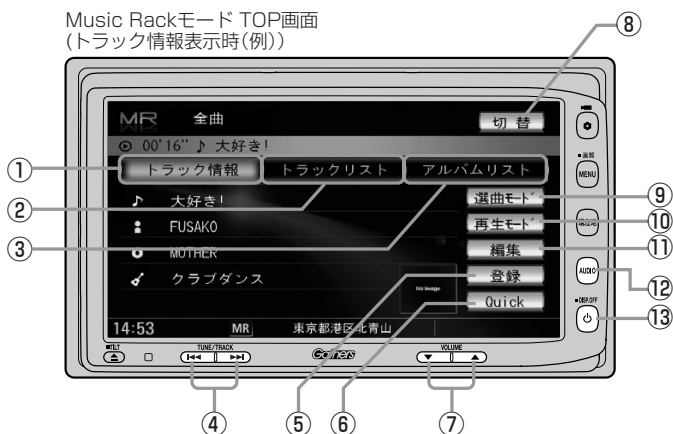 Music Rackモード TOP画面
(トラック情報表示時(例))
⑧
MR 全曲 切 替
00'16"♪ 大好き!
① トラック情報 トラックリスト アルバムリスト
■画質
MENU
② ♪ 大好き! 選曲モード ⑨
FUSAKO 再生モード ⑩
③ MOTHER 編集 ⑪
クラブダンス 登録 AUDIO ⑫
No Image Quick
■DISP.OFF
⑬
14:53 MR 東京都港区北青山
■TILT TUNE/TRACK Gathers VOLUME
④ ⑤ ⑥ ⑦